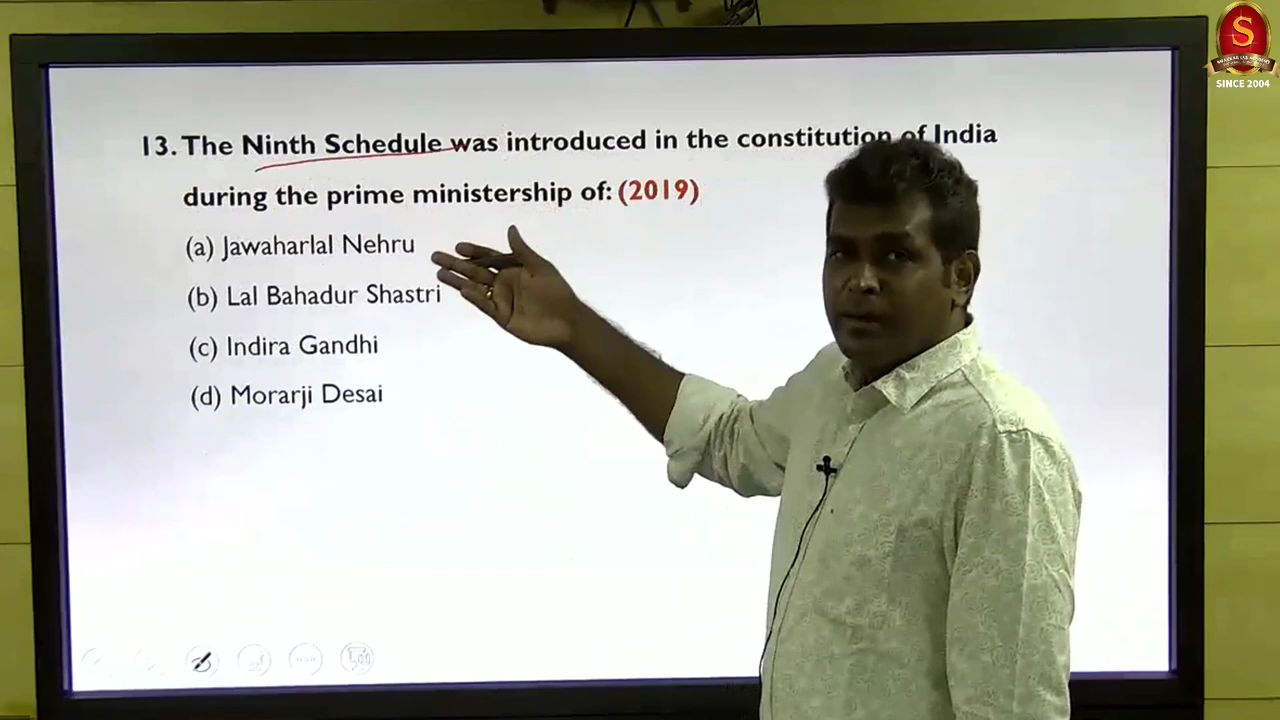 S
SINCE 2004
13. The Ninth Schedule was introduced in the constitution of India
during the prime ministership of: (2019)
(a) Jawaharlal Nehru
(b) Lal Bahadur Shastri
(c) Indira Gandhi
(d) Morarji Desai